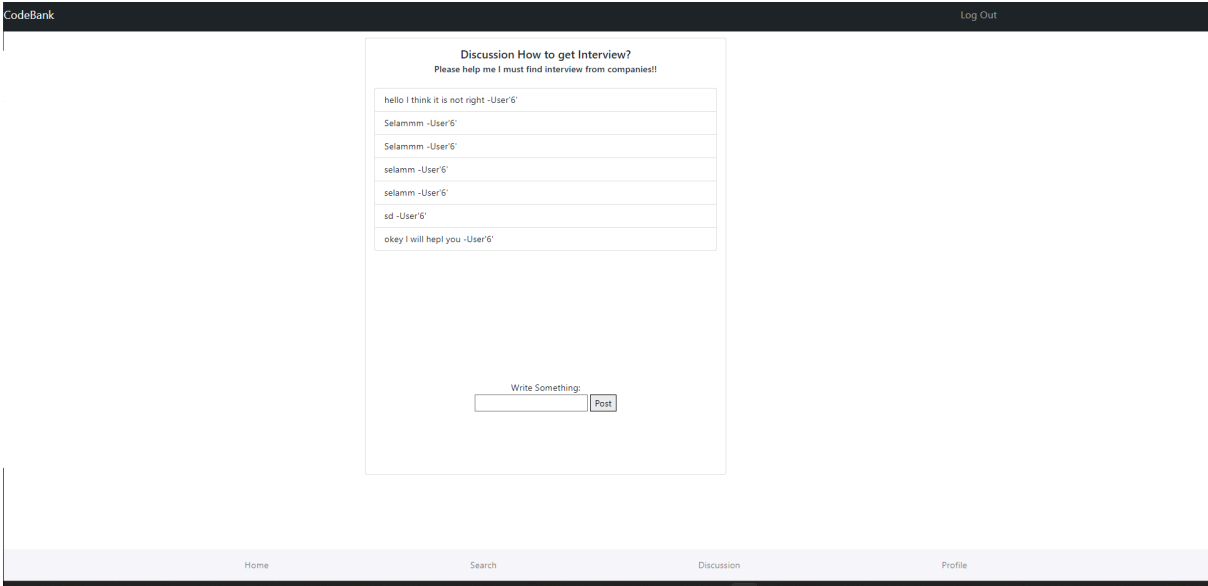 CodeBank Log Out
Discussion How to get Interview?
Please help me I must find interview from companies!!
hello I think it is not right -User'6'
Selammm -User'6'
Selammm -User'6'
selamm -User'6'
selamm -User'6'
sd -User'6'
okey I will hepl you -User'6'
Write Something:
Post
Home Search Discussion Profile